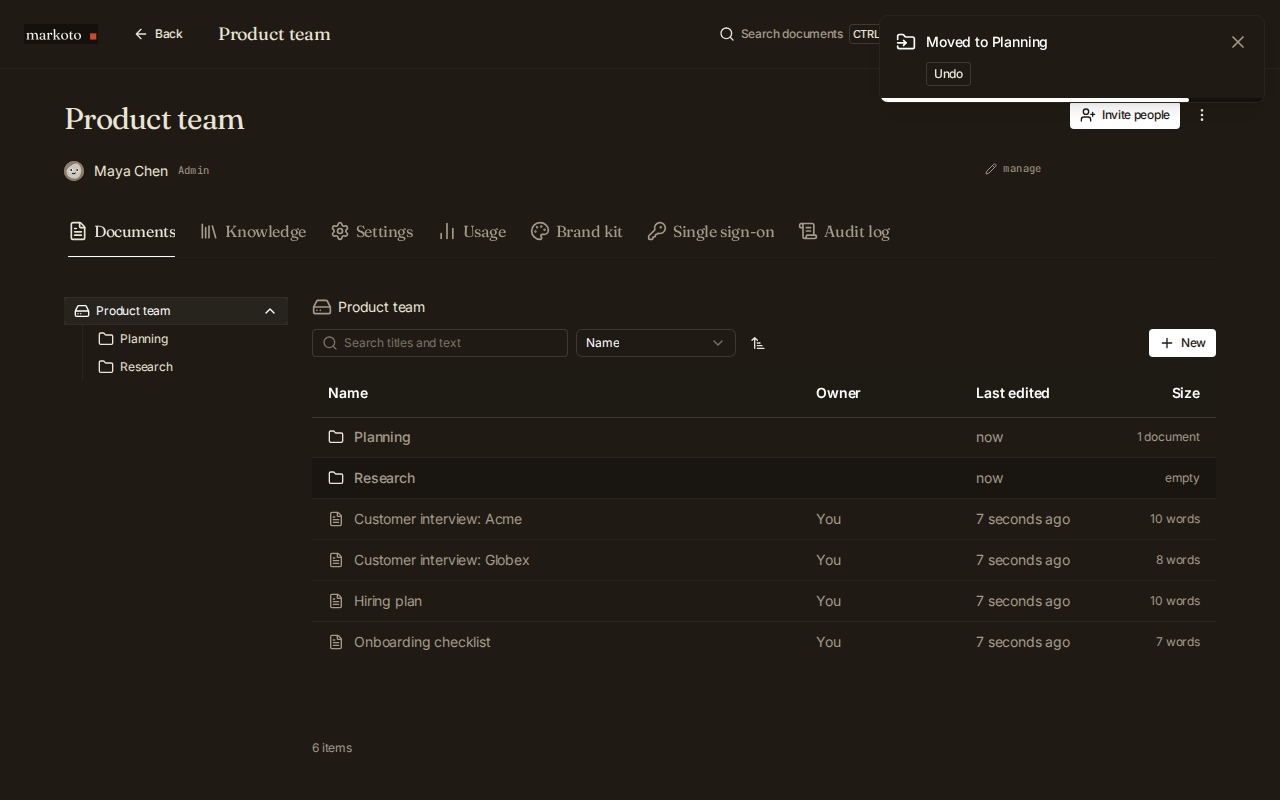 markoto
Back
Product team
Search documents
CTRL
Moved to Planning
Undo
Product team
Invite people
Maya Chen
Admin
manage
Documents
Knowledge
Settings
Usage
Brand kit
Single sign-on
Audit log
Product team
Planning
Research
Product team
Search titles and text
Name
New
Name Owner Last edited Size
Planning now 1 document
Research now empty
Customer interview: Acme You 7 seconds ago 10 words
Customer interview: Globex You 7 seconds ago 8 words
Hiring plan You 7 seconds ago 10 words
Onboarding checklist You 7 seconds ago 7 words
6 items